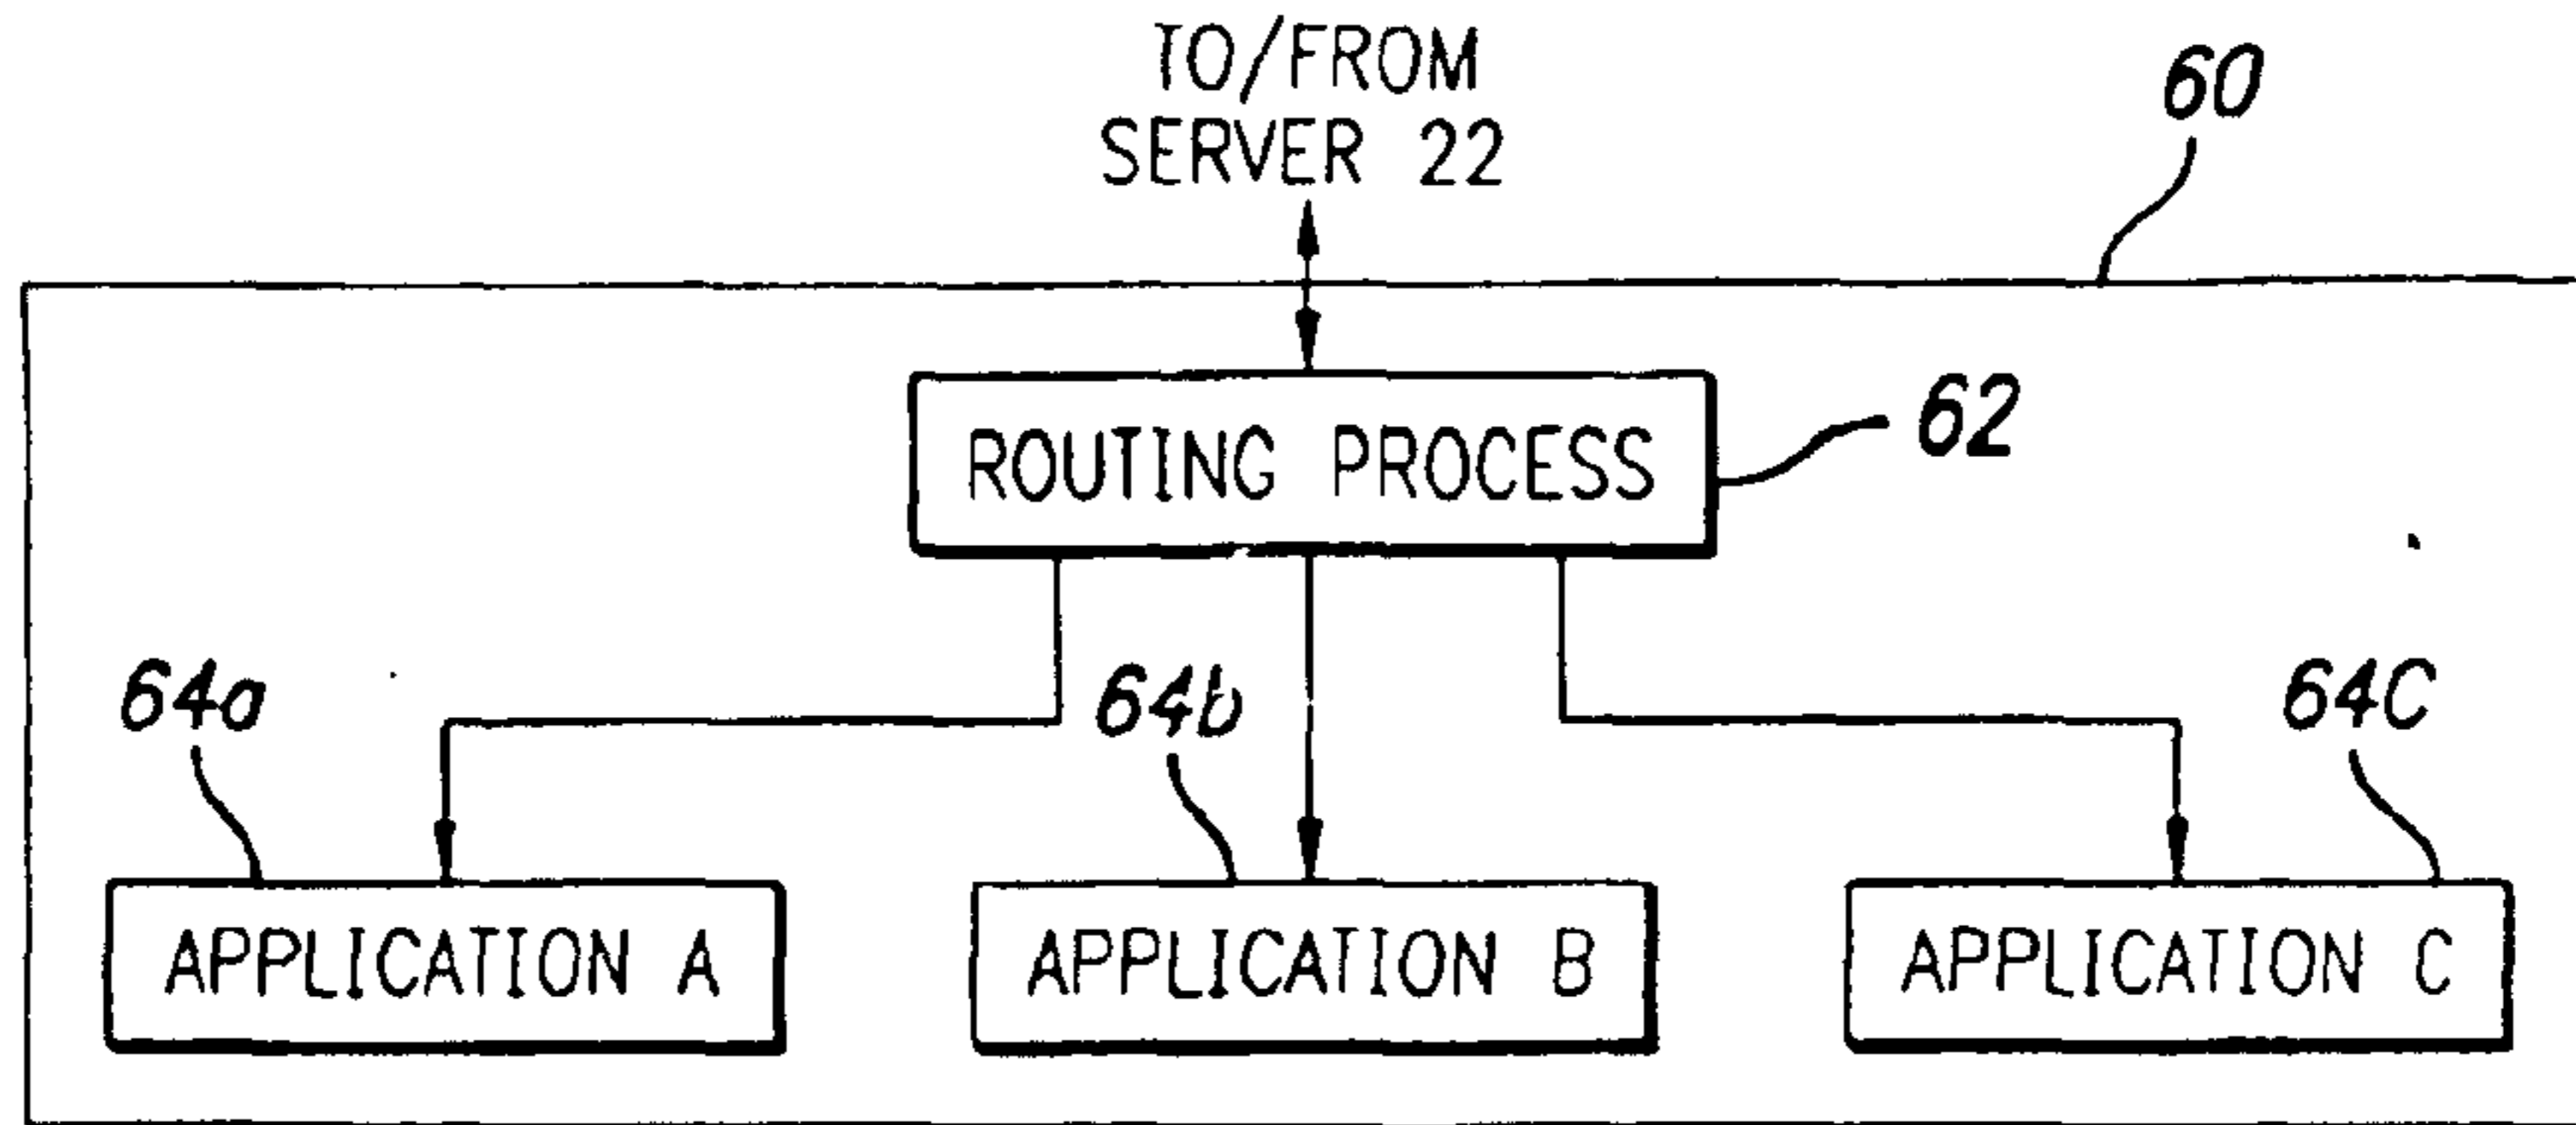 TO/FROM
SERVER 22
60
ROUTING PROCESS
62
64a
64b
64C
APPLICATION A
APPLICATION B
APPLICATION C